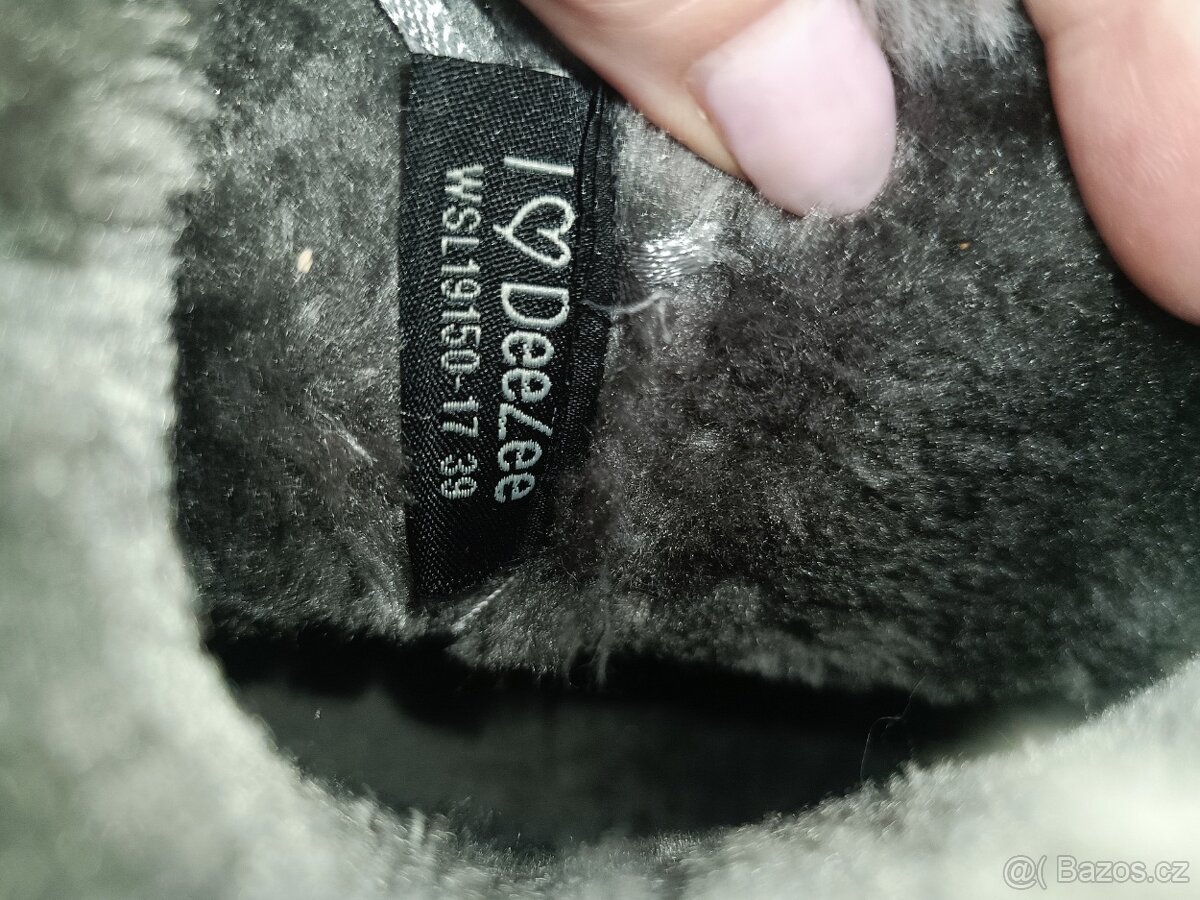 I ♡ DeeZee
WSL19150-17 39
@( Bazos.cz